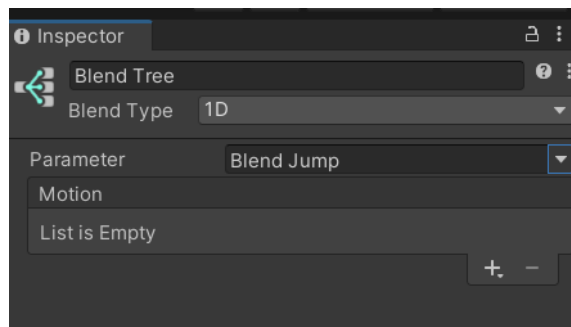 Inspector
Blend Tree
Blend Type 1D
Parameter Blend Jump
Motion
List is Empty